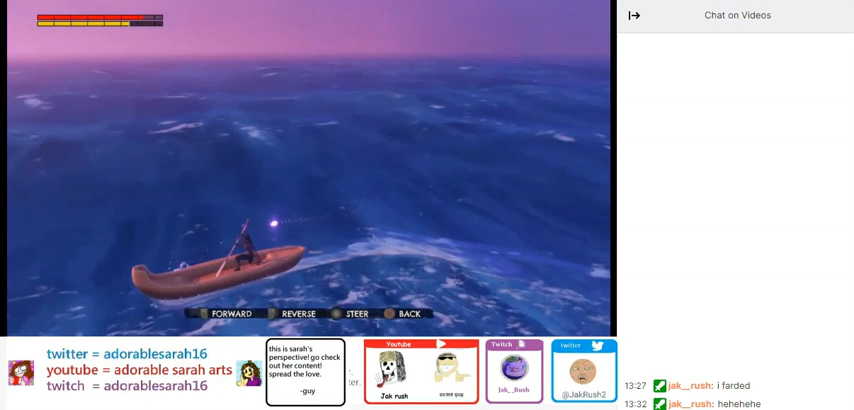 Chat on Videos
FORWARD REVERSE STEER BACK
twitter = adorablesarah16
youtube = adorable sarah arts
twitch = adorablesarah16
this is sarah's
perspective! go check
out her content!
spread the love.
-guy
Youtube
Jak rush
some guy
Twitch
Jak_Rush
twitter
@JakRush2
13:27 jak__rush: i farded
13:32 jak__rush: hehehehe